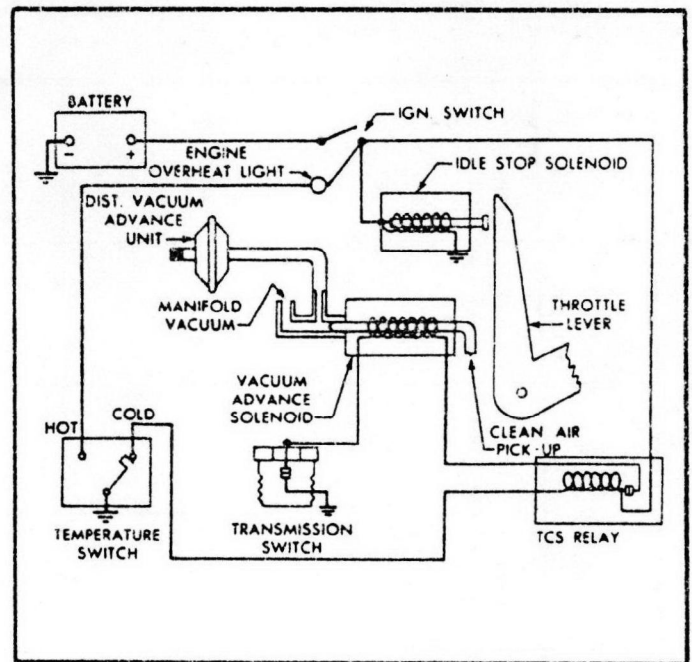 BATTERY
-
+
IGN. SWITCH
ENGINE
OVERHEAT LIGHT
IDLE STOP SOLENOID
DIST. VACUUM
ADVANCE
UNIT
MANIFOLD
VACUUM
THROTTLE
LEVER
VACUUM
ADVANCE
SOLENOID
HOT
COLD
CLEAN AIR
PICK-UP
TEMPERATURE
SWITCH
TRANSMISSION
SWITCH
TCS RELAY